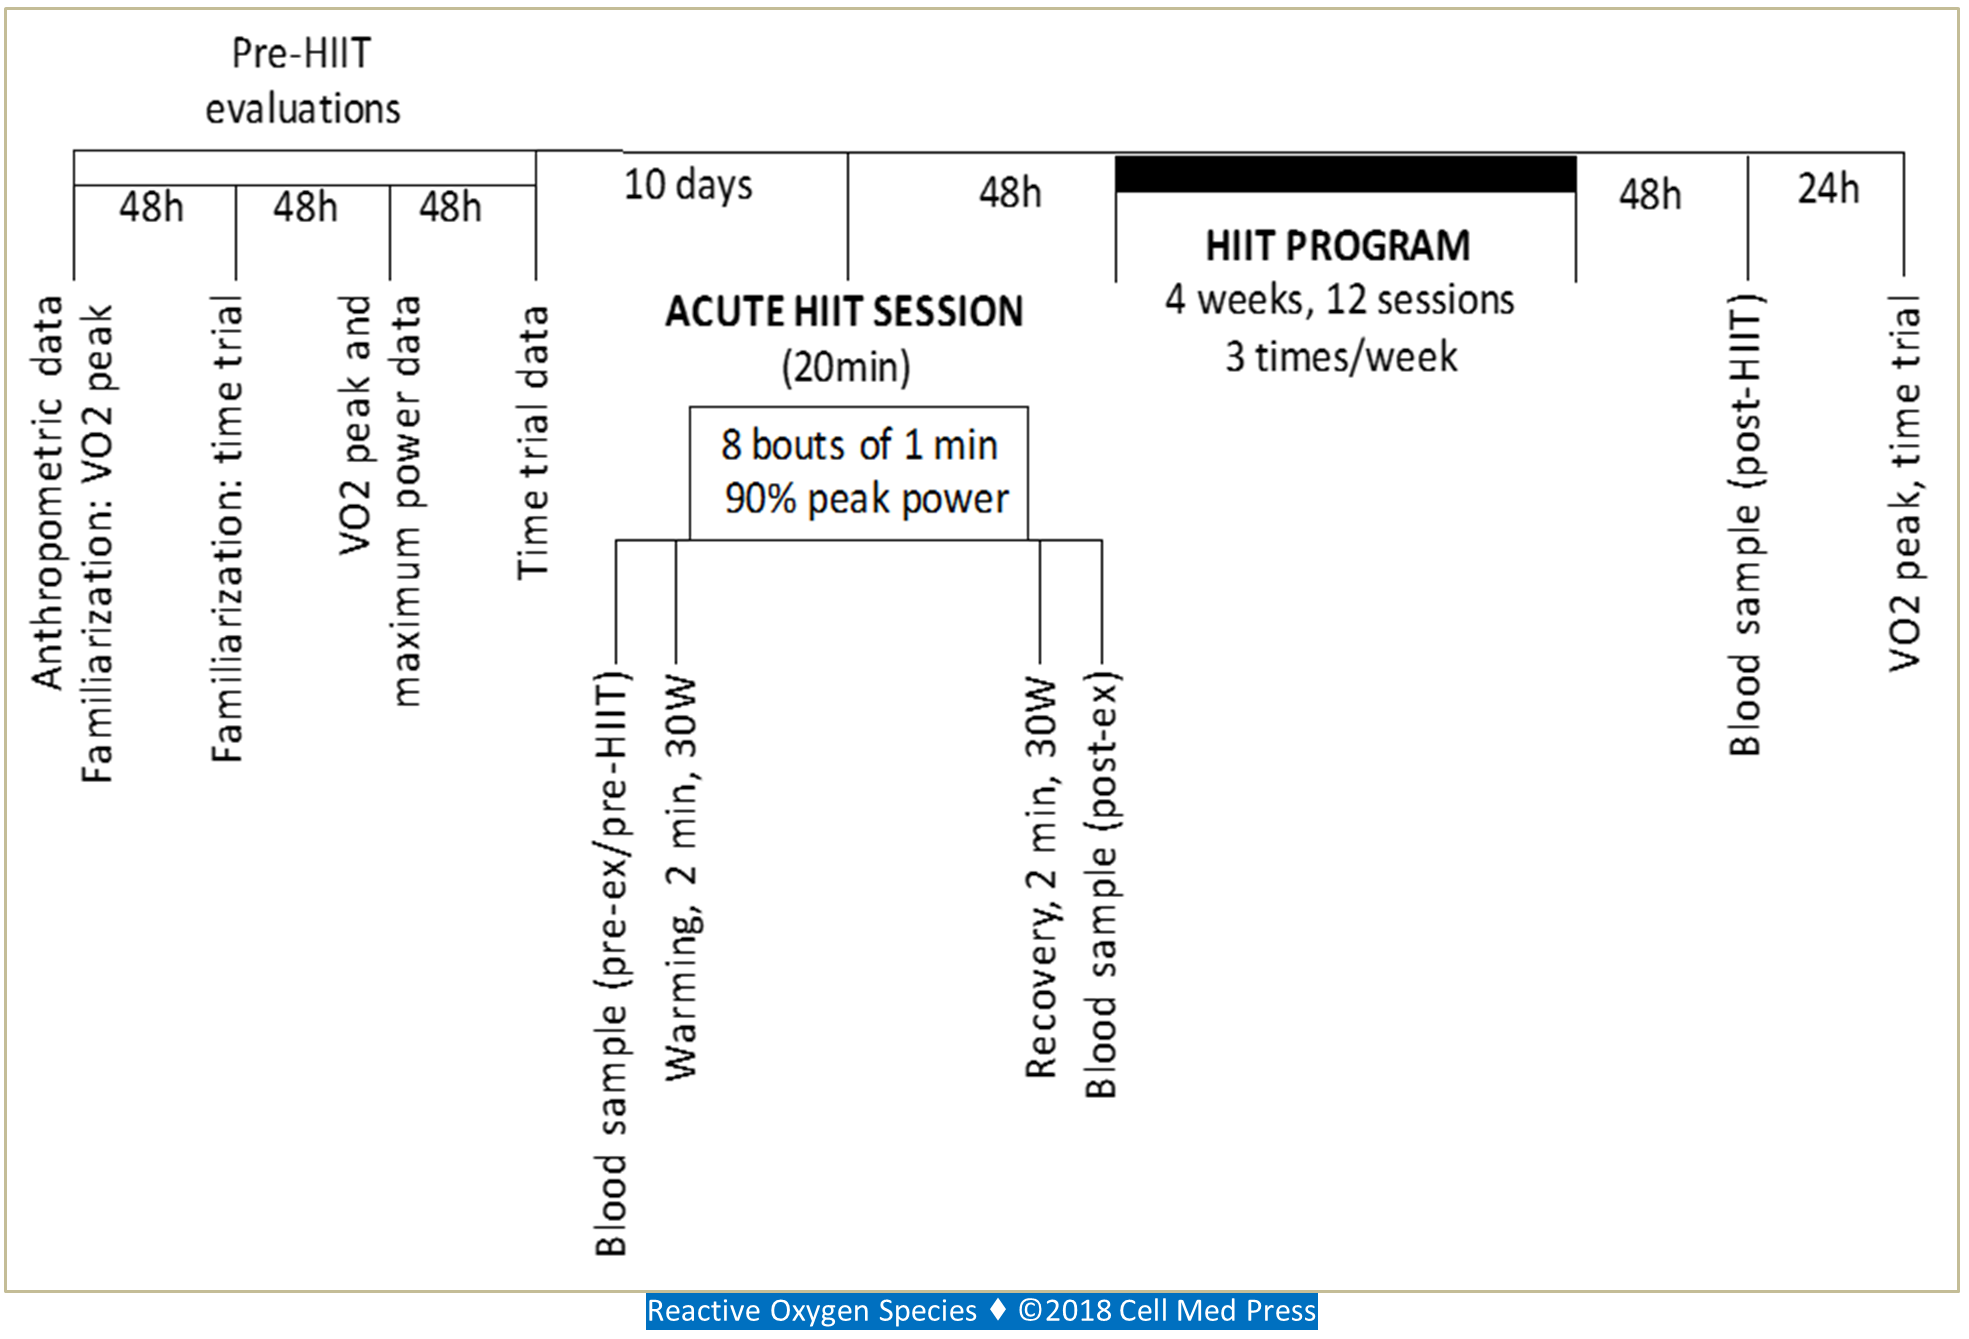 Pre-HIIT
evaluations
48h
48h
48h
10 days
48h
48h
24h
HIIT PROGRAM
4 weeks, 12 sessions
3 times/week
ACUTE HIIT SESSION
(20min)
8 bouts of 1 min
90% peak power
Anthropometric data
Familiarization: VO2 peak
Familiarization: time trial
VO2 peak and
maximum power data
Time trial data
Blood sample (pre-ex/pre-HIIT)
Warming, 2 min, 30W
Recovery, 2 min, 30W
Blood sample (post-ex)
Blood sample (post-HIIT)
VO2 peak, time trial
Reactive Oxygen Species ♦ ©2018 Cell Med Press